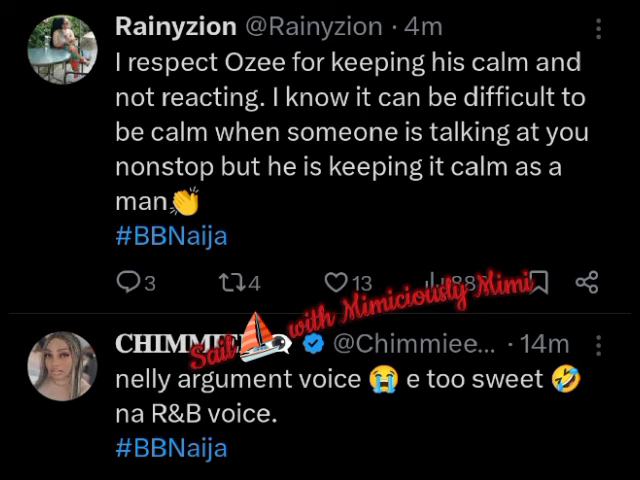 Rainyzion @Rainyzion · 4m
I respect Ozee for keeping his calm and
not reacting. I know it can be difficult to
be calm when someone is talking at you
nonstop but he is keeping it calm as a
man👏
#BBNaija
3 4 13
Sail with Mimiciously Mimi
@Chimmiee... · 14m
nelly argument voice 😭 e too sweet 🤣
na R&B voice.
#BBNaija